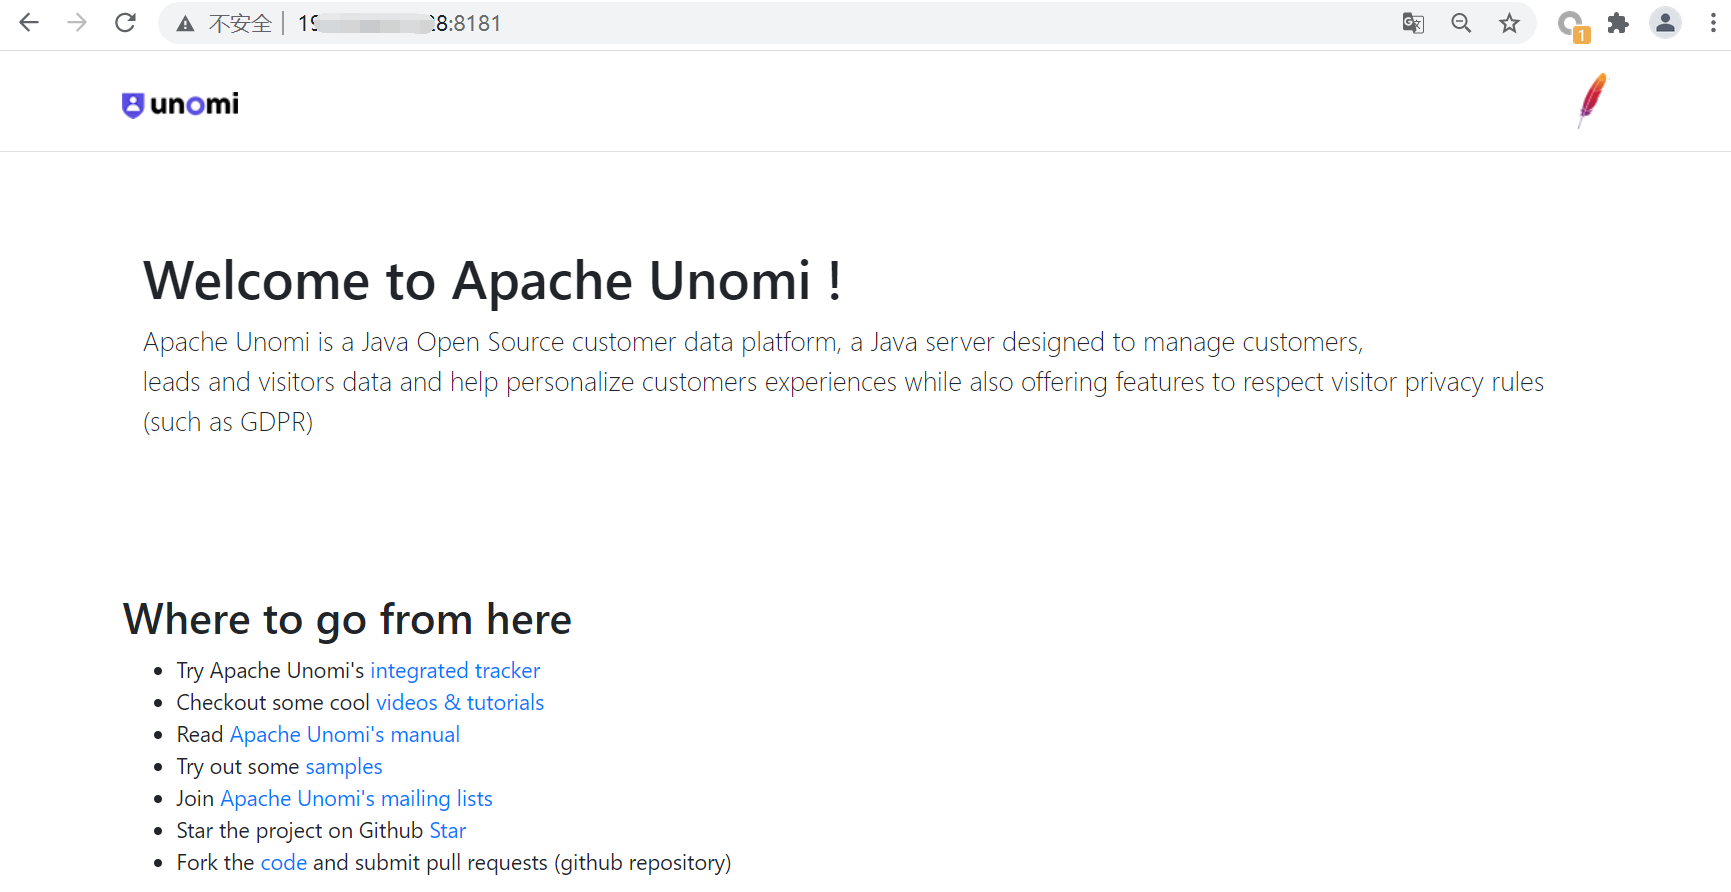 不安全 19 28:8181
1
unomi
Welcome to Apache Unomi !
Apache Unomi is a Java Open Source customer data platform, a Java server designed to manage customers,
leads and visitors data and help personalize customers experiences while also offering features to respect visitor privacy rules
(such as GDPR)
Where to go from here
Try Apache Unomi's integrated tracker
Checkout some cool videos & tutorials
Read Apache Unomi's manual
Try out some samples
Join Apache Unomi's mailing lists
Star the project on Github Star
Fork the code and submit pull requests (github repository)